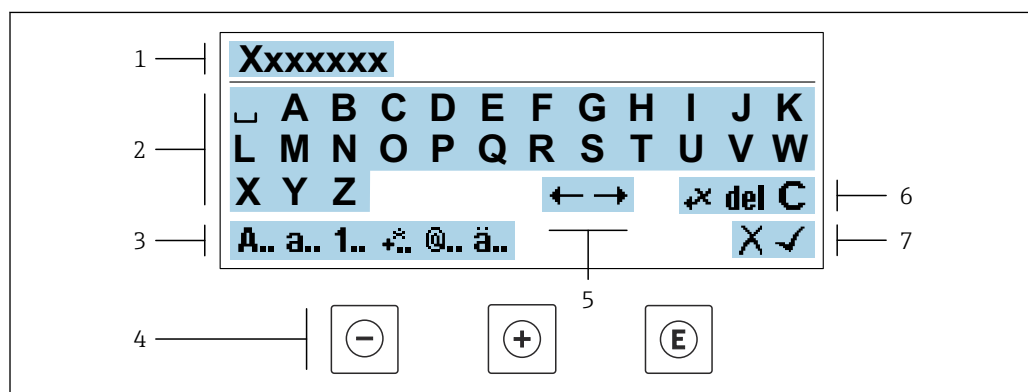 1 Xxxxxxx
2 ␣ A B C D E F G H I J K
L M N O P Q R S T U V W
X Y Z ← → ₊× del C 6
3 A.. a.. 1.. +*.. @.. ä.. X ✓ 7
5
4 − + E